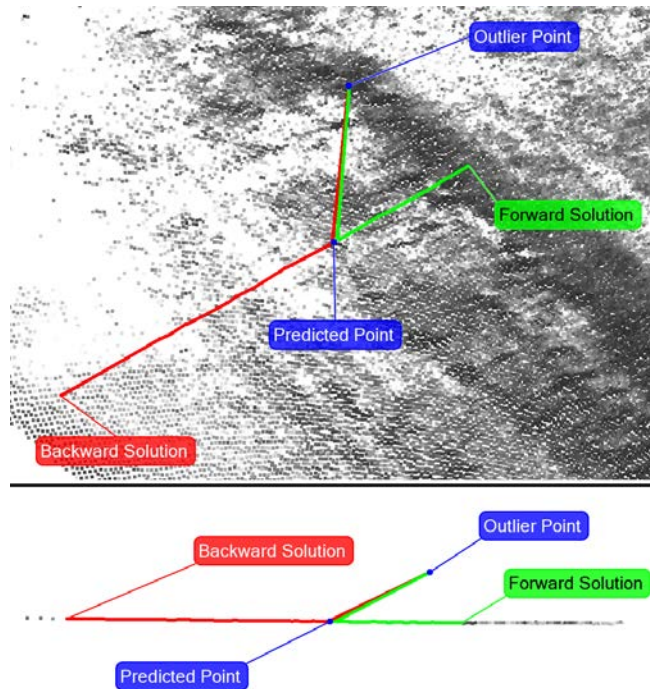 Outlier Point
Forward Solution
Predicted Point
Backward Solution
Outlier Point
Backward Solution
Forward Solution
Predicted Point